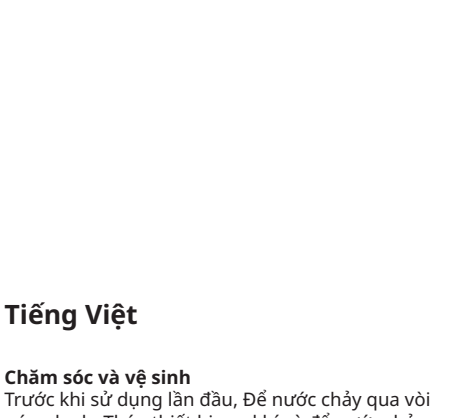 Tiếng Việt
Chăm sóc và vệ sinh
Trước khi sử dụng lần đầu, Để nước chảy qua vòi